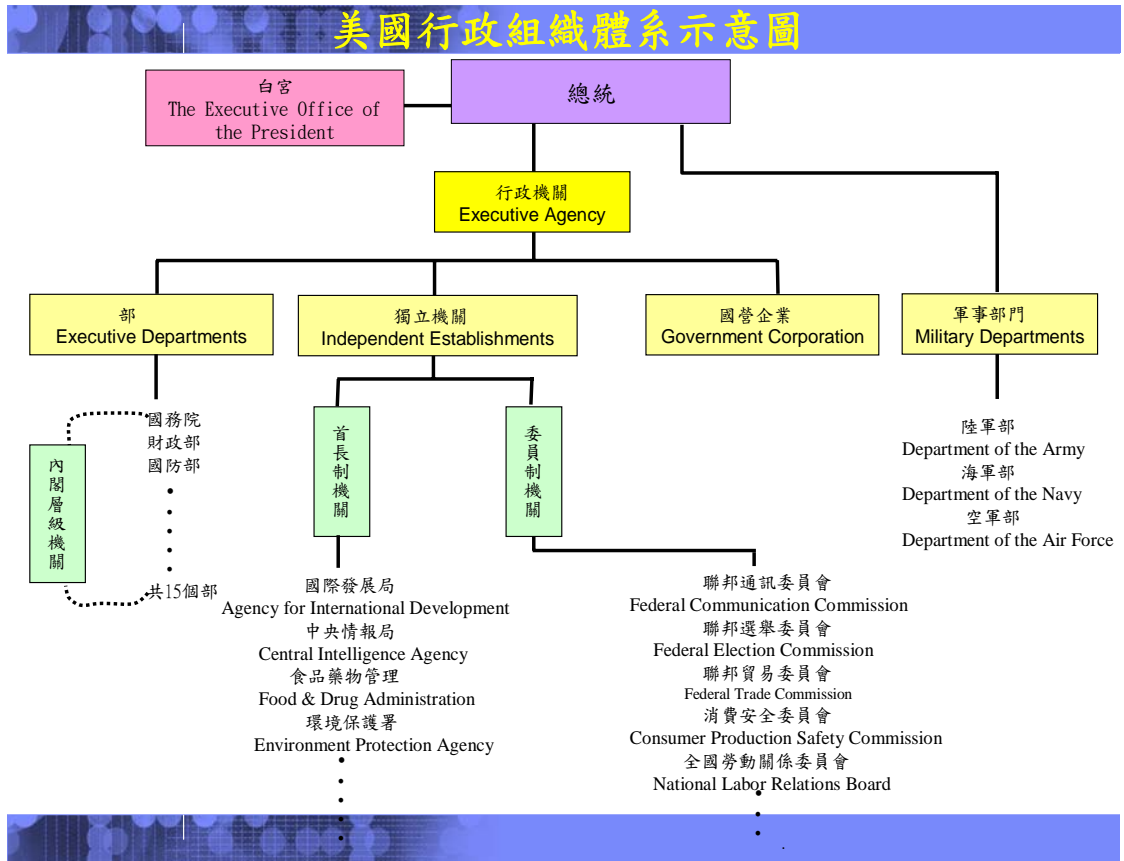 美國行政組織體系示意圖
白宮
The Executive Office of
the President
總統
行政機關
Executive Agency
部
Executive Departments
獨立機關
Independent Establishments
國營企業
Government Corporation
軍事部門
Military Departments
內閣層級機關
國務院
財政部
國防部
共15個部
首長制機關
國際發展局
Agency for International Development
中央情報局
Central Intelligence Agency
食品藥物管理
Food & Drug Administration
環境保護署
Environment Protection Agency
委員制機關
聯邦通訊委員會
Federal Communication Commission
聯邦選舉委員會
Federal Election Commission
聯邦貿易委員會
Federal Trade Commission
消費安全委員會
Consumer Production Safety Commission
全國勞動關係委員會
National Labor Relations Board
陸軍部
Department of the Army
海軍部
Department of the Navy
空軍部
Department of the Air Force